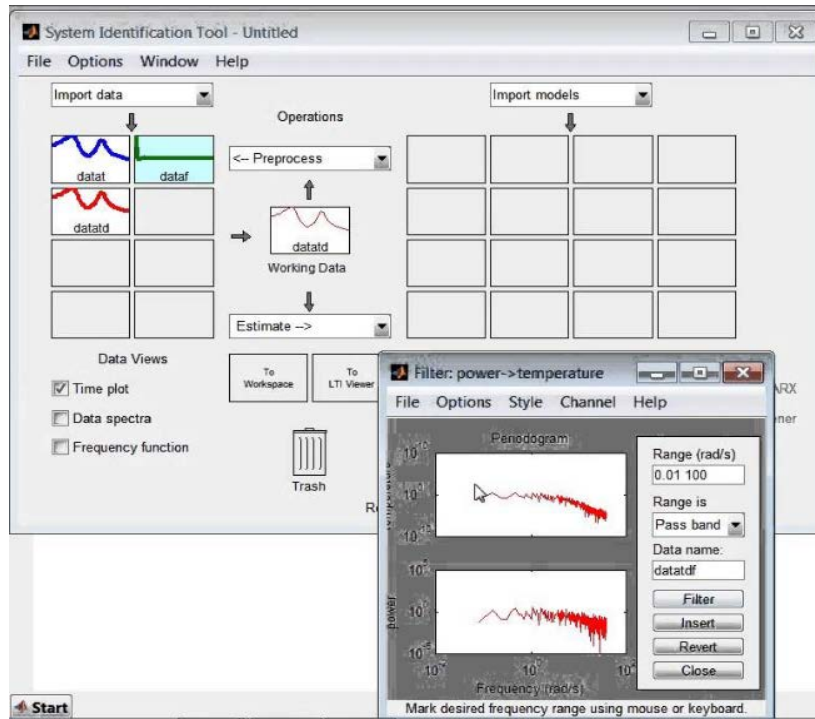 System Identification Tool - Untitled
File Options Window Help
Import data
Import models
Operations
datat
dataf
<-- Preprocess
datatd
datatd
Working Data
Estimate -->
Data Views
To Workspace
To LTI Viewer
Time plot
Data spectra
Frequency function
Trash
Filter: power->temperature
File Options Style Channel Help
Periodogram
temperature
power
Frequency (rad/s)
Range (rad/s)
0.01 100
Range is
Pass band
Data name:
datatdf
Filter
Insert
Revert
Close
Mark desired frequency range using mouse or keyboard.
Start